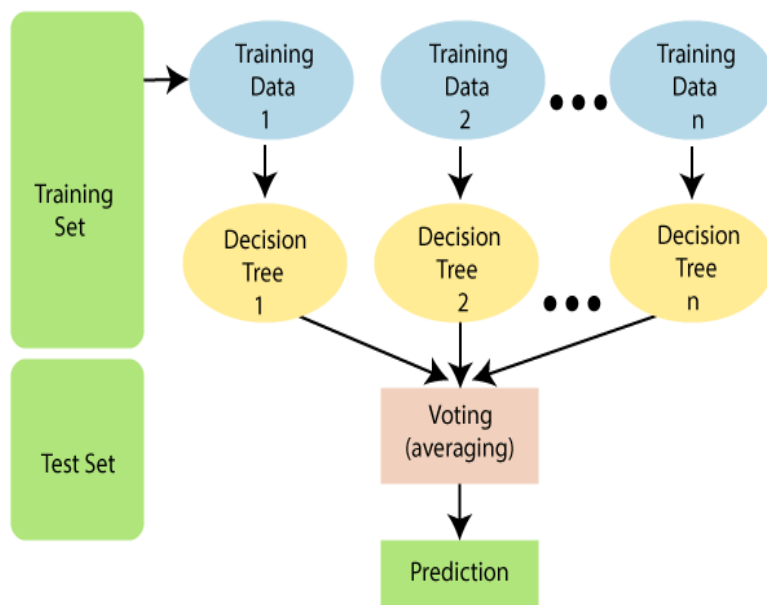 Training
Set
Test Set
Training
Data
1
Training
Data
2
Training
Data
n
Decision
Tree
1
Decision
Tree
2
Decision
Tree
n
Voting
(averaging)
Prediction